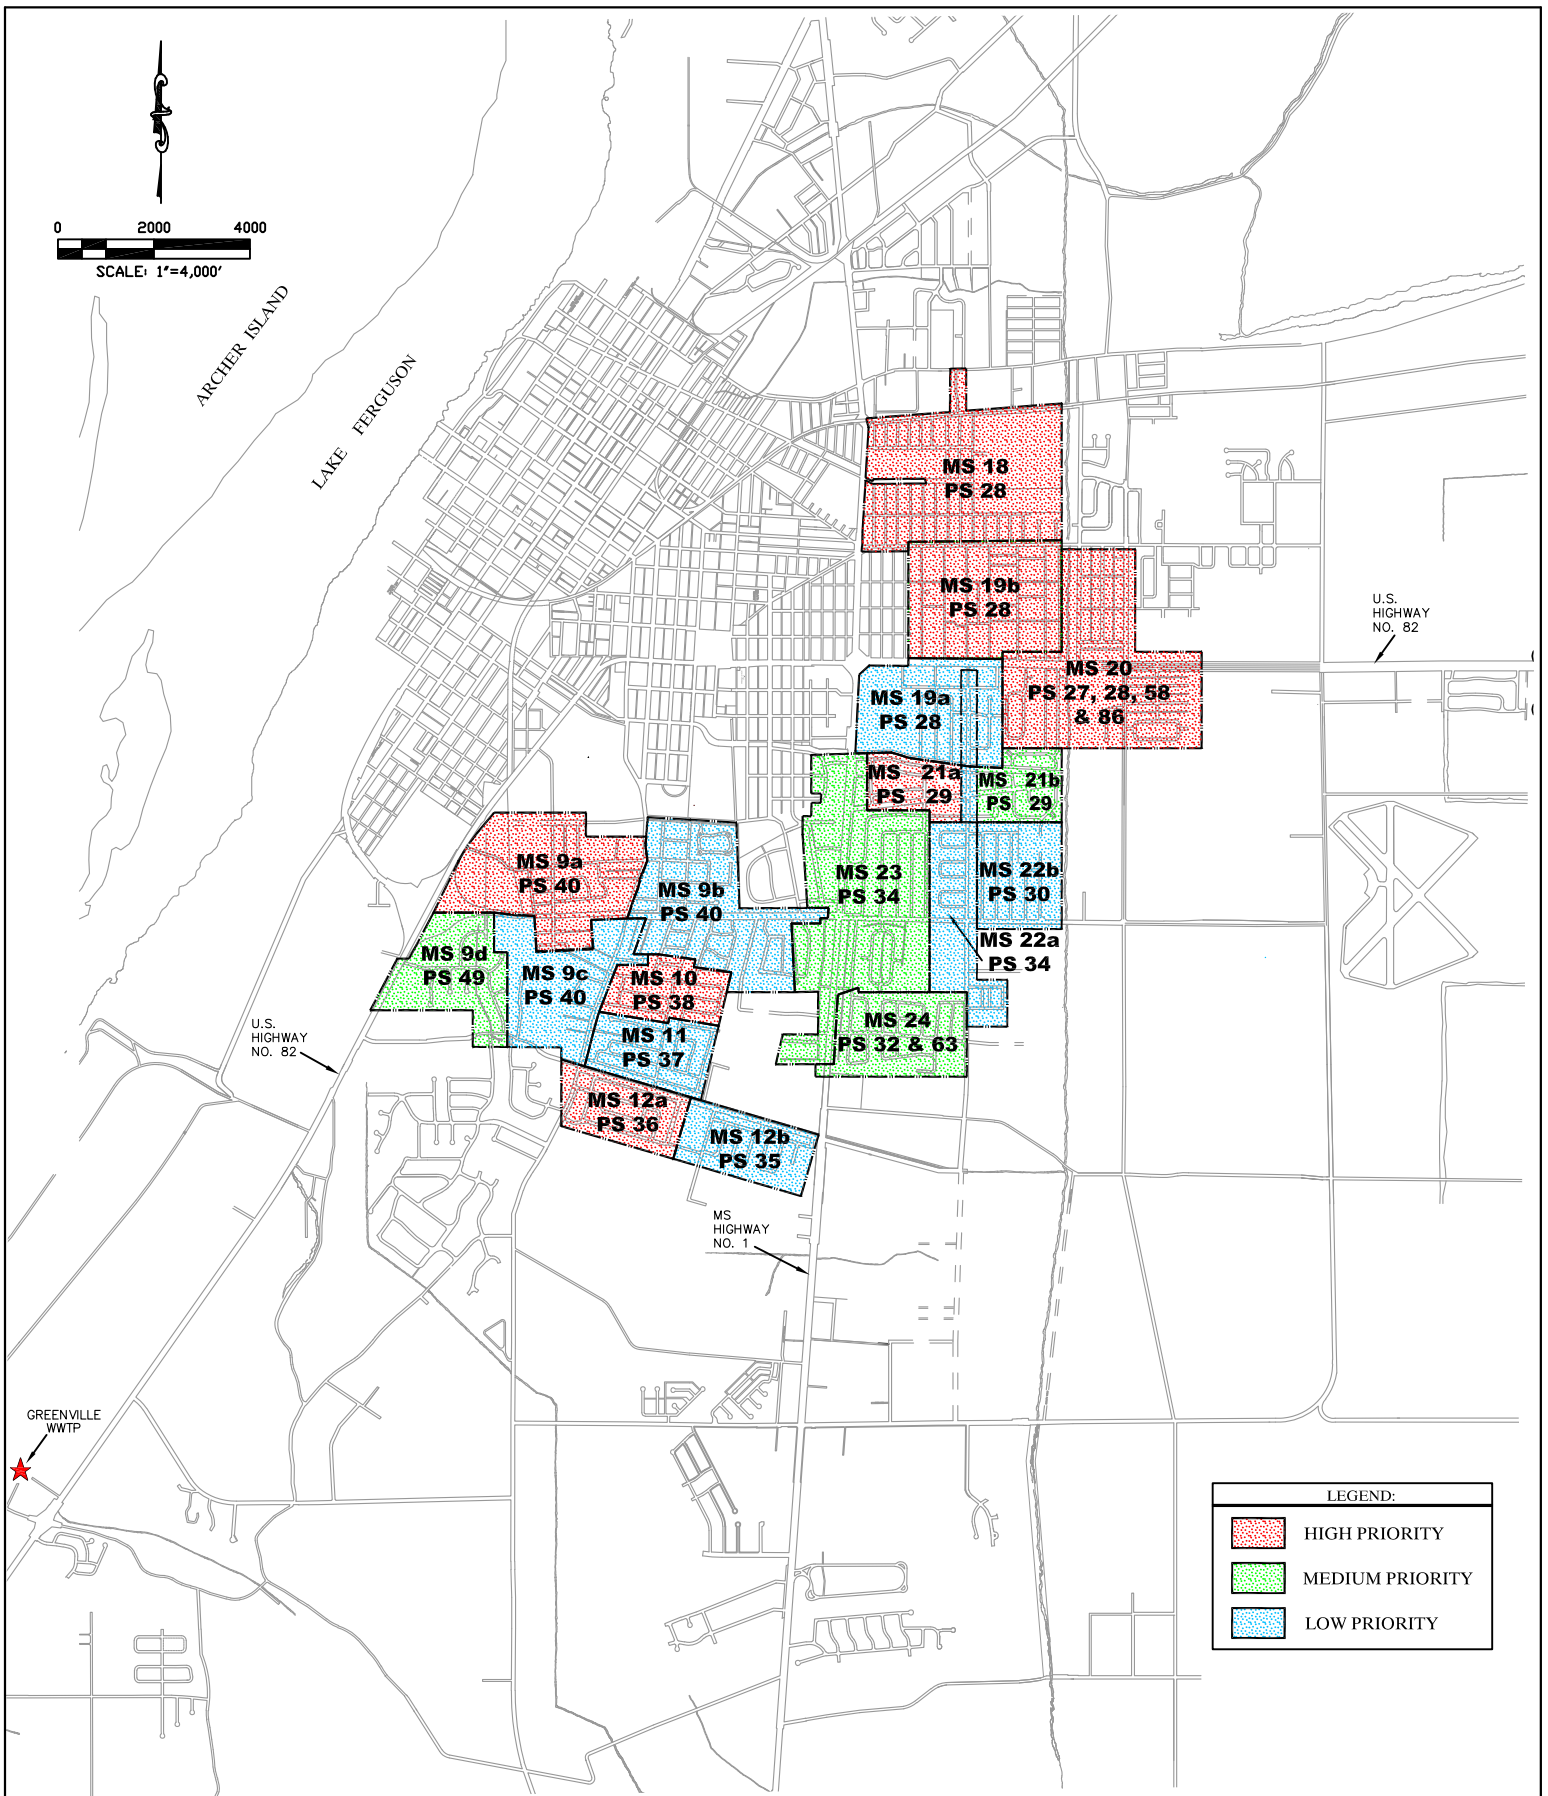 0 2000 4000
SCALE: 1"=4,000'
ARCHER ISLAND
LAKE FERGUSON
MS 18
PS 28
MS 19b
PS 28
U.S.
HIGHWAY
NO. 82
MS 20
PS 27, 28, 58
& 86
MS 19a
PS 28
MS 21a
PS 29
MS 21b
PS 29
MS 9a
PS 40
MS 9b
PS 40
MS 23
PS 34
MS 22b
PS 30
MS 22a
PS 34
MS 9d
PS 49
MS 9c
PS 40
MS 10
PS 38
MS 11
PS 37
MS 24
PS 32 & 63
U.S.
HIGHWAY
NO. 82
MS 12a
PS 36
MS 12b
PS 35
MS
HIGHWAY
NO. 1
GREENVILLE
WWTP
LEGEND:
HIGH PRIORITY
MEDIUM PRIORITY
LOW PRIORITY